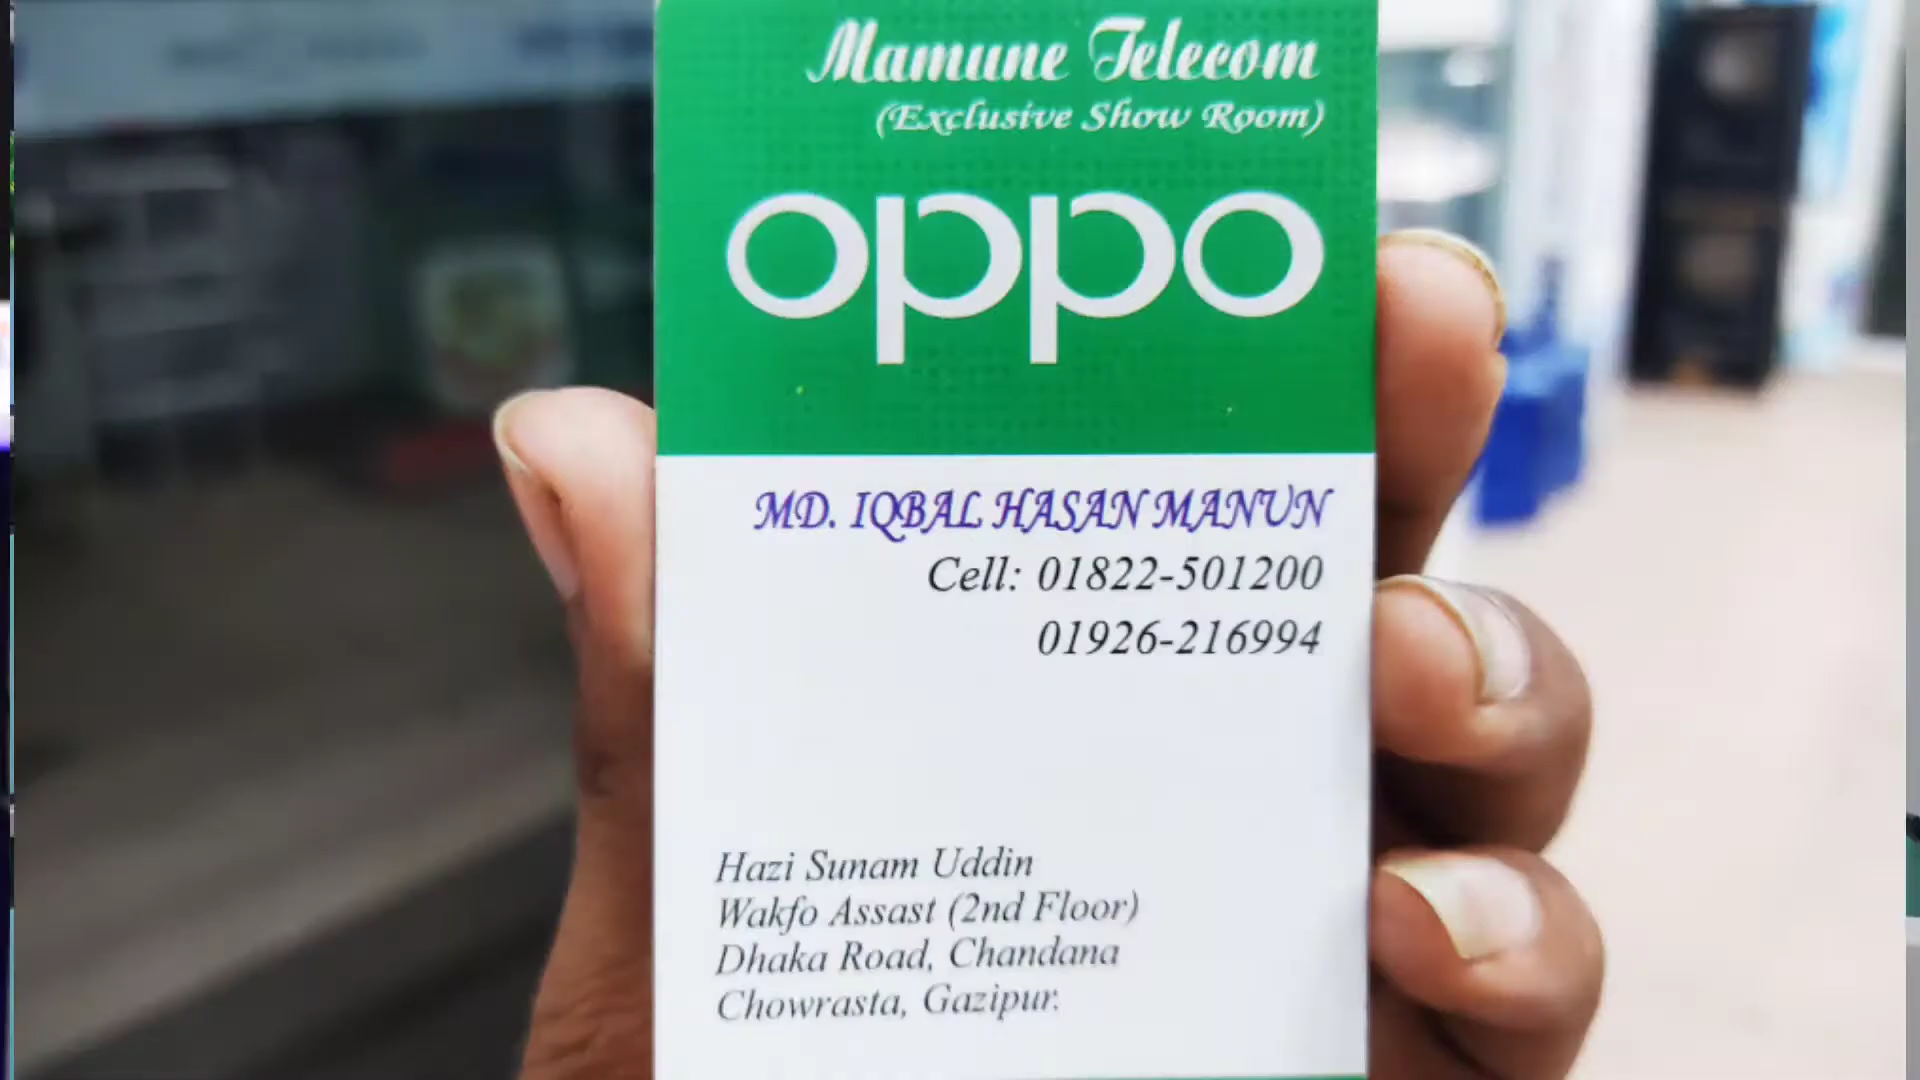 Mamune Telecom
(Exclusive Show Room)
oppo
MD. IQBAL HASAN MANUN
Cell: 01822-501200
01926-216994
Hazi Sunam Uddin
Wakfo Assast (2nd Floor)
Dhaka Road, Chandana
Chowrasta, Gazipur.